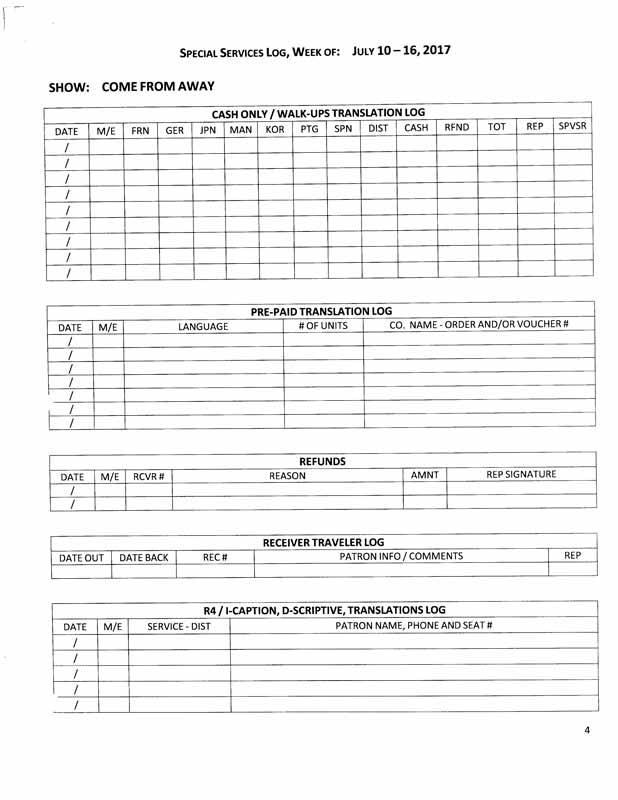 SPECIAL SERVICES LOG, WEEK OF: JULY 10 – 16, 2017
SHOW: COME FROM AWAY
CASH ONLY / WALK-UPS TRANSLATION LOG
DATE M/E FRN GER JPN MAN KOR PTG SPN DIST CASH RFND TOT REP SPVSR
/
/
/
/
/
/
/
/
/
PRE-PAID TRANSLATION LOG
DATE M/E LANGUAGE # OF UNITS CO. NAME - ORDER AND/OR VOUCHER #
/
/
/
/
/
/
/
REFUNDS
DATE M/E RCVR # REASON AMNT REP SIGNATURE
/
/
RECEIVER TRAVELER LOG
DATE OUT DATE BACK REC # PATRON INFO / COMMENTS REP
R4 / I-CAPTION, D-SCRIPTIVE, TRANSLATIONS LOG
DATE M/E SERVICE - DIST PATRON NAME, PHONE AND SEAT #
/
/
/
/
/
4